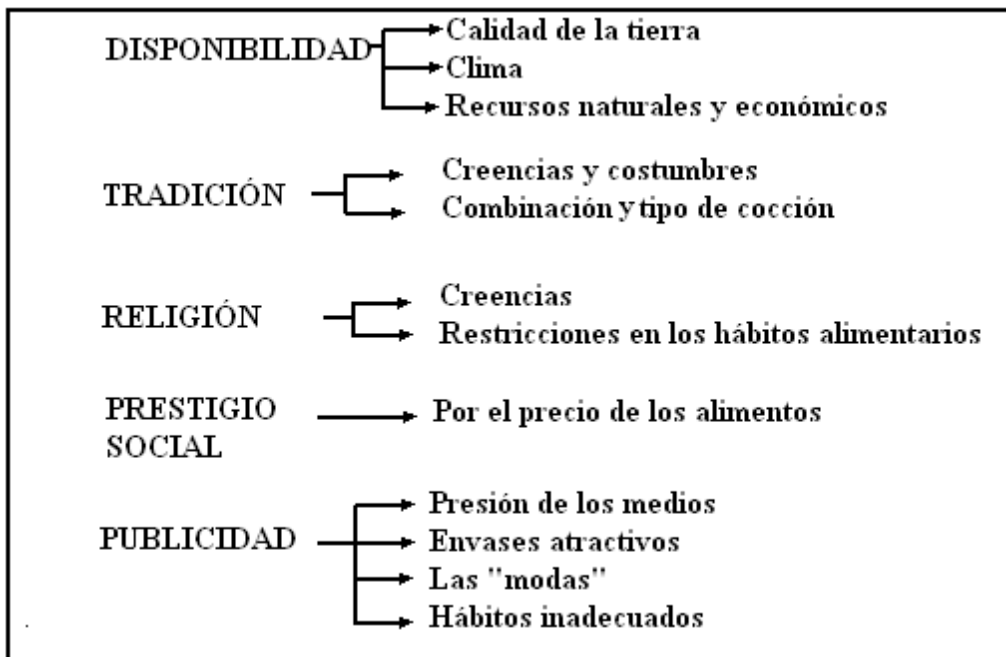 DISPONIBILIDAD
Calidad de la tierra
Clima
Recursos naturales y económicos
TRADICIÓN
Creencias y costumbres
Combinación y tipo de cocción
RELIGIÓN
Creencias
Restricciones en los hábitos alimentarios
PRESTIGIO
SOCIAL
Por el precio de los alimentos
PUBLICIDAD
Presión de los medios
Envases atractivos
Las "modas"
Hábitos inadecuados
.